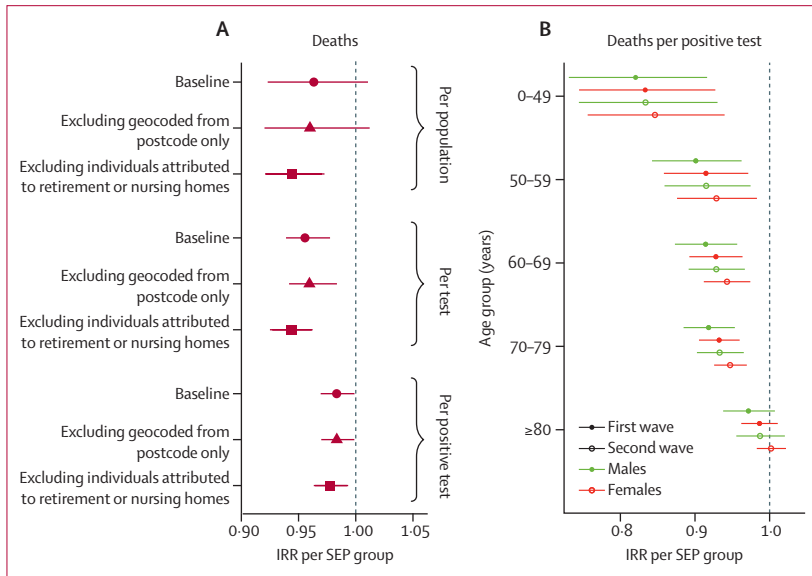 A
Deaths
Baseline
Excluding geocoded from
postcode only
Excluding individuals attributed
to retirement or nursing homes
Per population
Baseline
Excluding geocoded from
postcode only
Excluding individuals attributed
to retirement or nursing homes
Per test
Baseline
Excluding geocoded from
postcode only
Excluding individuals attributed
to retirement or nursing homes
Per positive test
0·90
0·95
1·00
1·05
IRR per SEP group
B
Deaths per positive test
Age group (years)
0–49
50–59
60–69
70–79
≥80
First wave
Second wave
Males
Females
0·8
0·9
1·0
IRR per SEP group